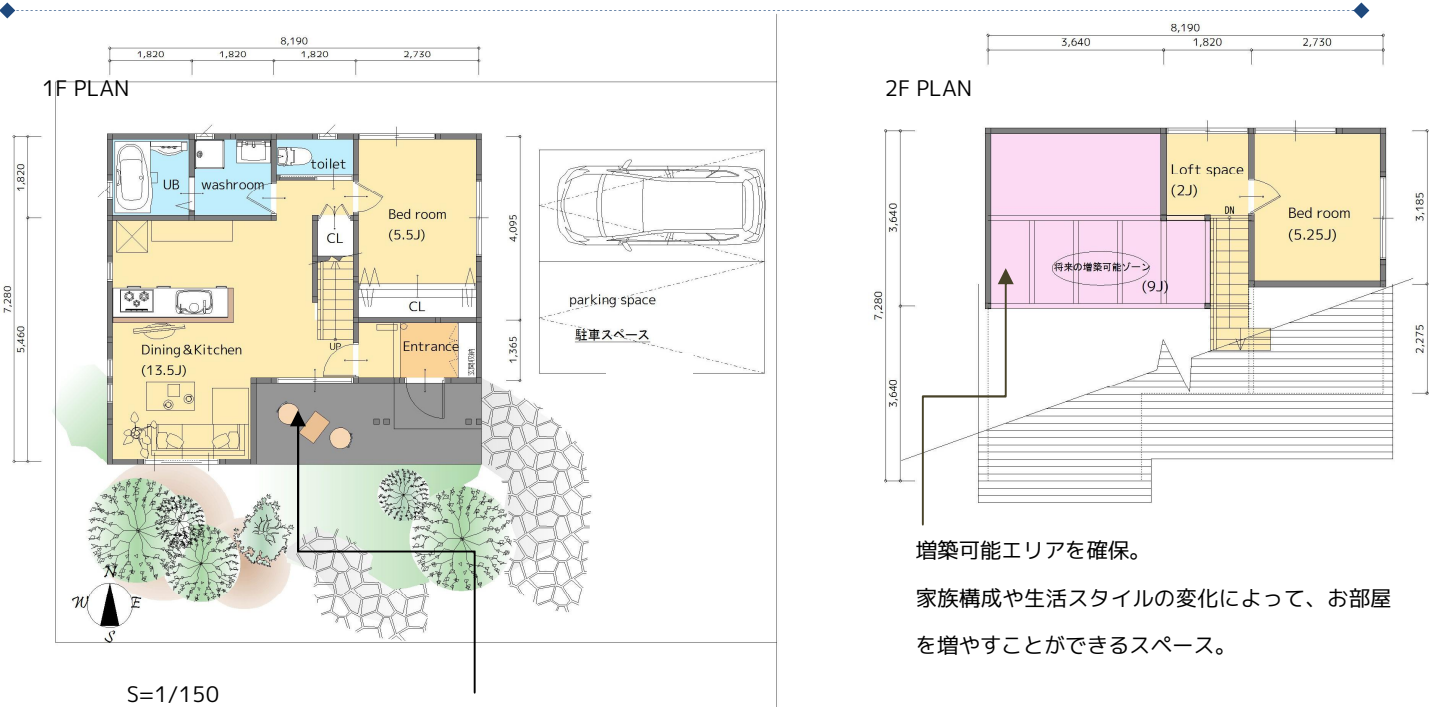 8,190
1,820
1,820
1,820
2,730
1F PLAN
1,820
7,280
5,460
UB
washroom
toilet
Bed room
(5.5J)
CL
CL
Dining&Kitchen
(13.5J)
UP
Entrance
4,095
1,365
parking space
駐車スペース
N
W
E
S
S=1/150
8,190
3,640
1,820
2,730
2F PLAN
3,640
7,280
3,640
Loft space
(2J)
DN
Bed room
(5.25J)
将来の増築可能ゾーン
(9J)
3,185
2,275
増築可能エリアを確保。
家族構成や生活スタイルの変化によって、お部屋
を増やすことができるスペース。